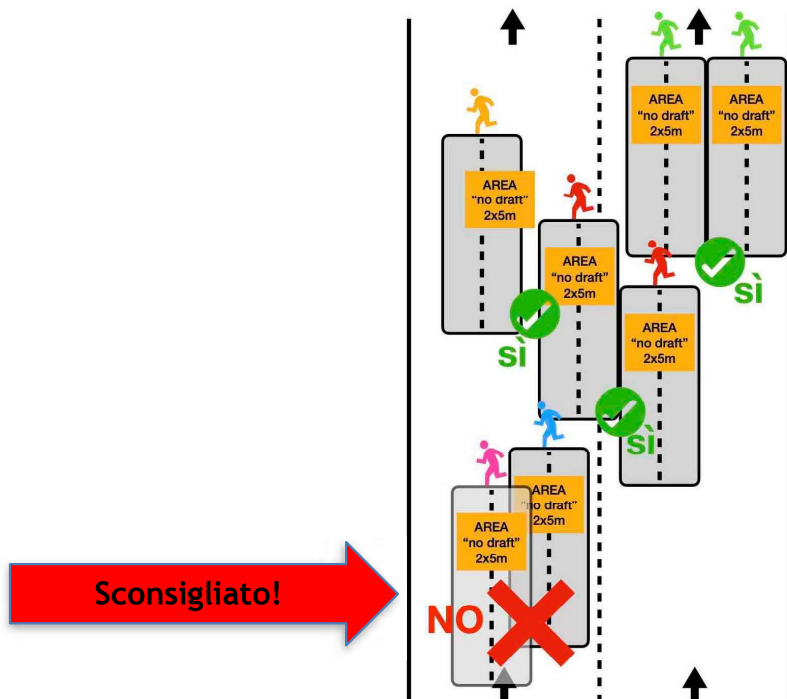 AREA
"no draft"
2x5m
AREA
"no draft"
2x5m
AREA
"no draft"
2x5m
AREA
"no draft"
2x5m
sì
AREA
"no draft"
2x5m
sì
sì
AREA
"no draft"
2x5m
AREA
"no draft"
2x5m
Sconsigliato!
NO